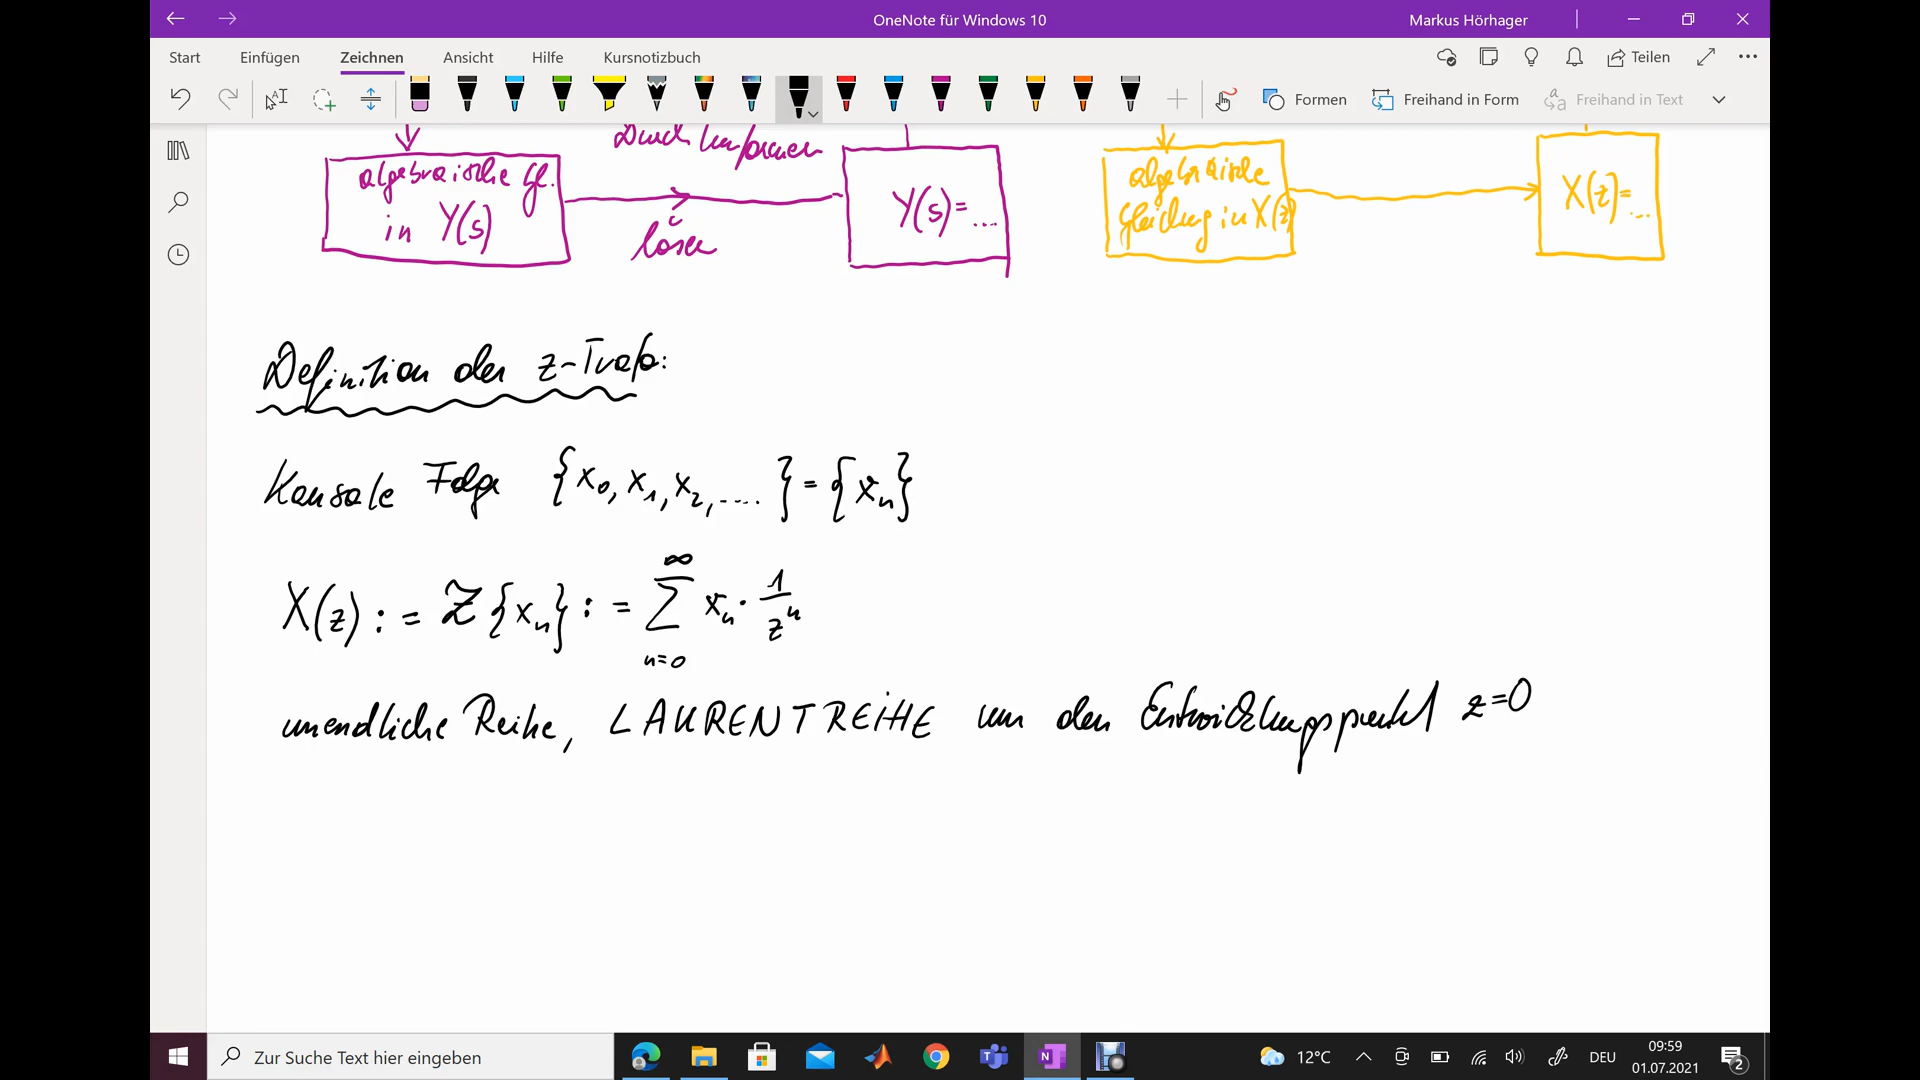 OneNote für Windows 10
Markus Hörhager
Start Einfügen Zeichnen Ansicht Hilfe Kursnotizbuch
Teilen
Formen
Freihand in Form
Freihand in Text
Durch Umformen
algebraische Gl.
in Y(s)
lösen
Y(s)= ...
algebraische
Gleichung in X(z)
X(z)= ...
Definition der z-Trafo:
Kausale Folge {x₀, x₁, x₂, .... } = {xₙ}
X(z) := Z{xₙ} := ∑_{n=0}^{∞} xₙ · 1/zⁿ
unendliche Reihe, LAURENTREIHE um den Entwicklungspunkt z=0
Zur Suche Text hier eingeben
12°C
DEU
09:59
01.07.2021
2